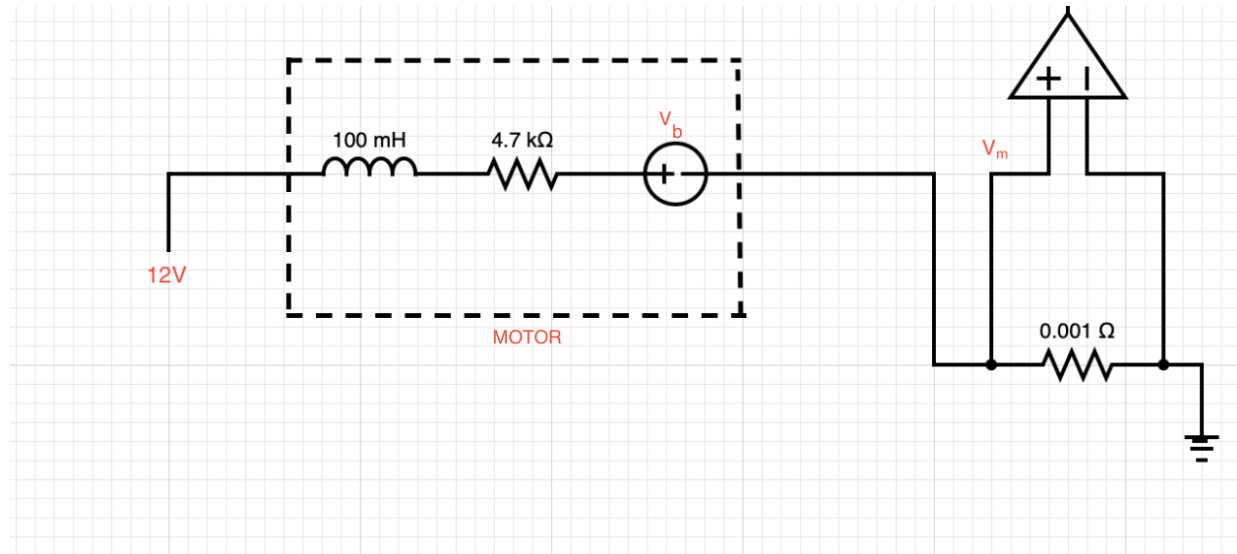 100 mH
4.7 kΩ
V_b
+ −
12V
MOTOR
+ −
V_m
0.001 Ω